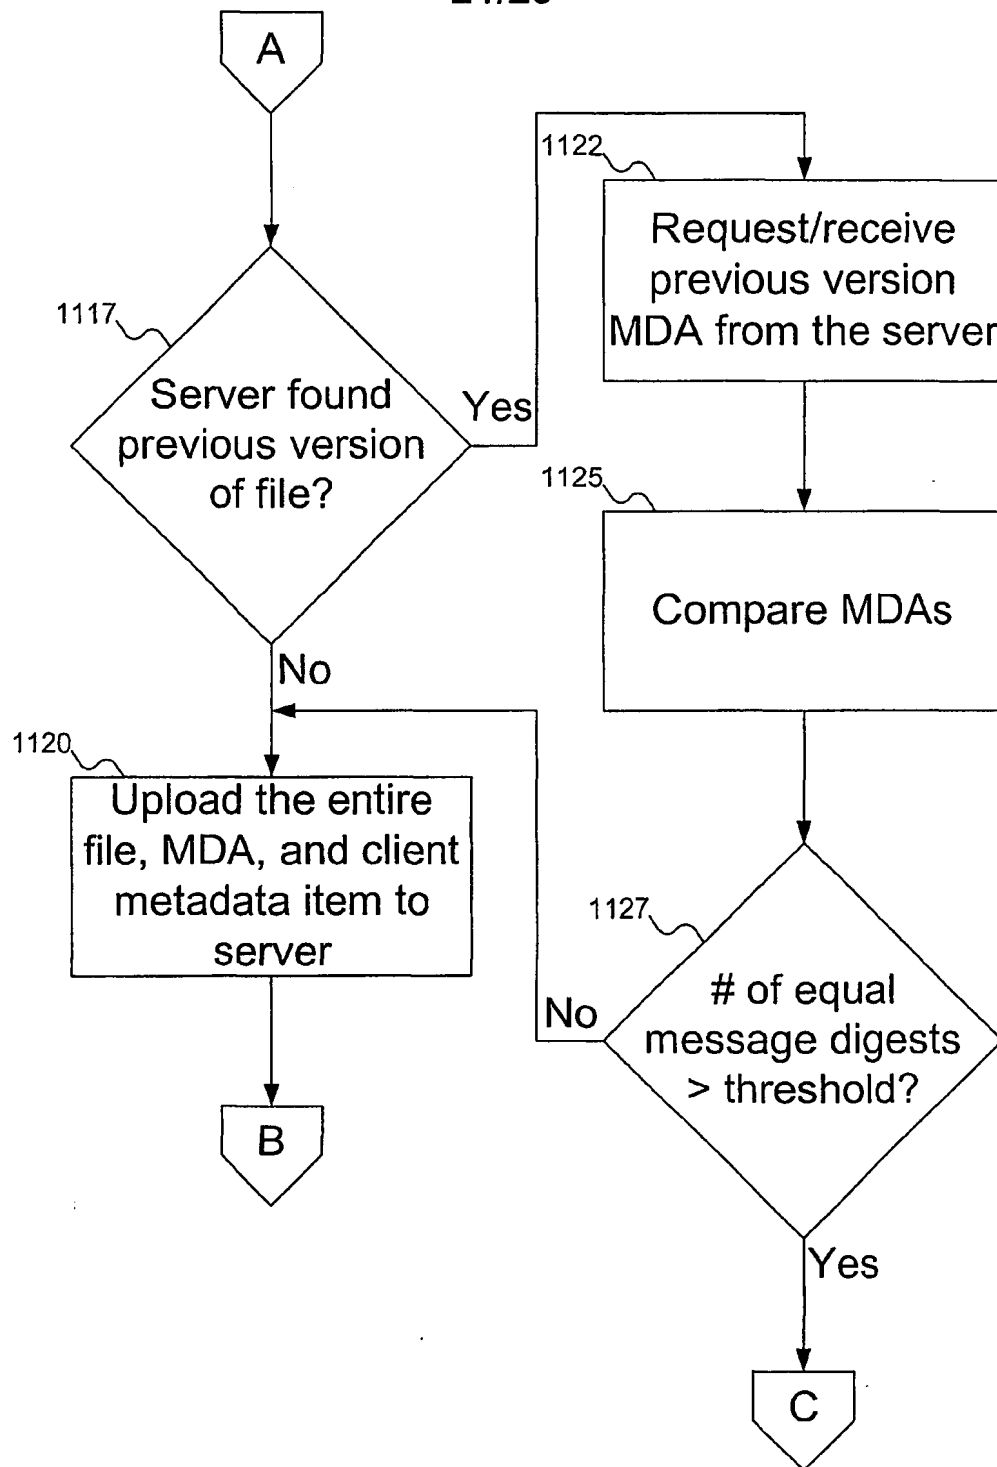 A
1122
Request/receive
previous version
MDA from the server
1117
Server found
previous version
of file?
Yes
1125
Compare MDAs
No
1120
Upload the entire
file, MDA, and client
metadata item to
server
1127
# of equal
message digests
> threshold?
No
B
Yes
C